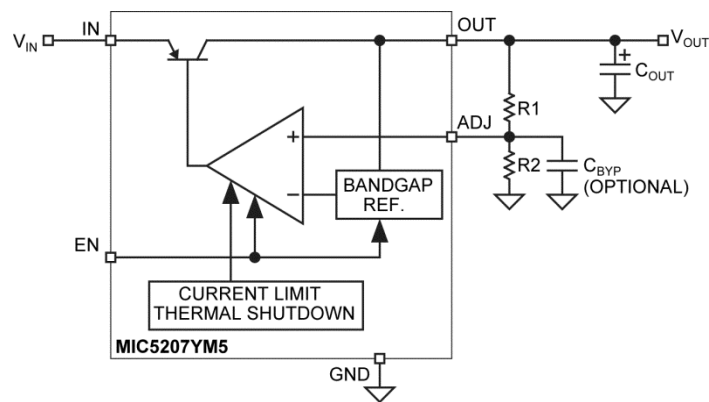 V_IN
IN
OUT
V_OUT
+
C_OUT
R1
ADJ
+
R2
C_BYP
(OPTIONAL)
−
BANDGAP
REF.
EN
CURRENT LIMIT
THERMAL SHUTDOWN
MIC5207YM5
GND